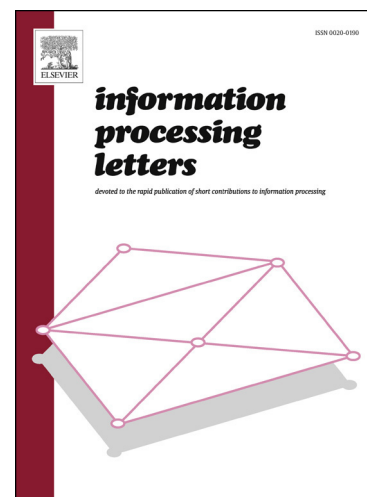 ISSN 0020-0190
ELSEVIER
information
processing
letters
devoted to the rapid publication of short contributions to information processing